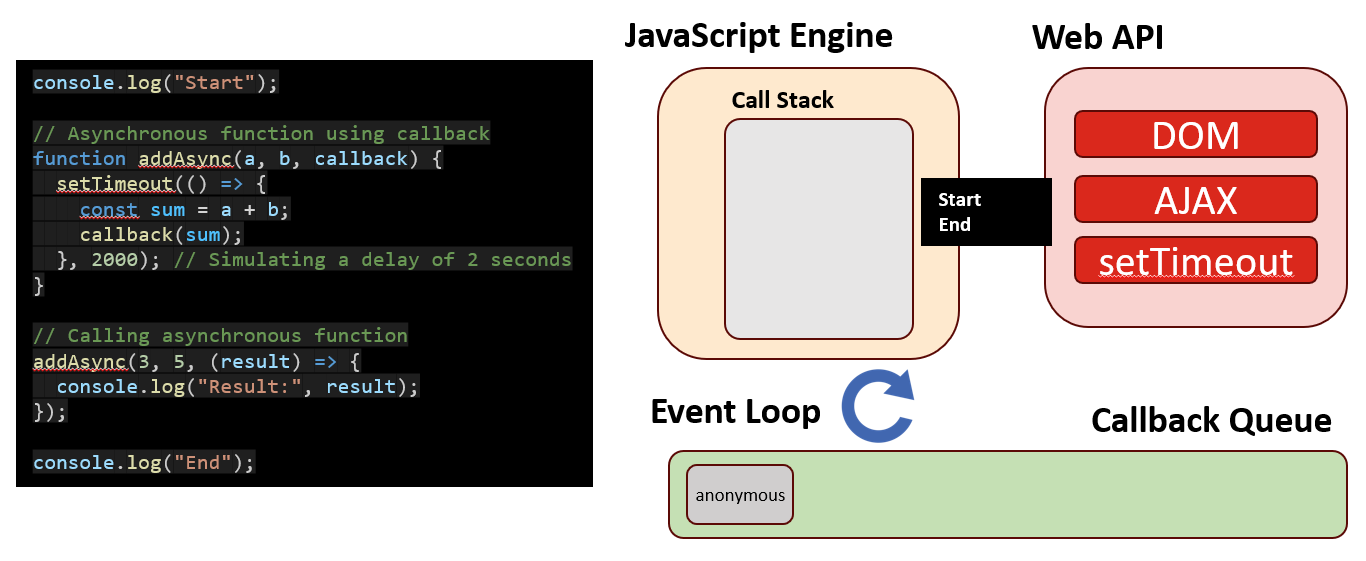 console.log("Start");
// Asynchronous function using callback
function addAsync(a, b, callback) {
  setTimeout(() => {
    const sum = a + b;
    callback(sum);
  }, 2000); // Simulating a delay of 2 seconds
}
// Calling asynchronous function
addAsync(3, 5, (result) => {
  console.log("Result:", result);
});
console.log("End");
JavaScript Engine
Call Stack
Start
End
Web API
DOM
AJAX
setTimeout
Event Loop
Callback Queue
anonymous